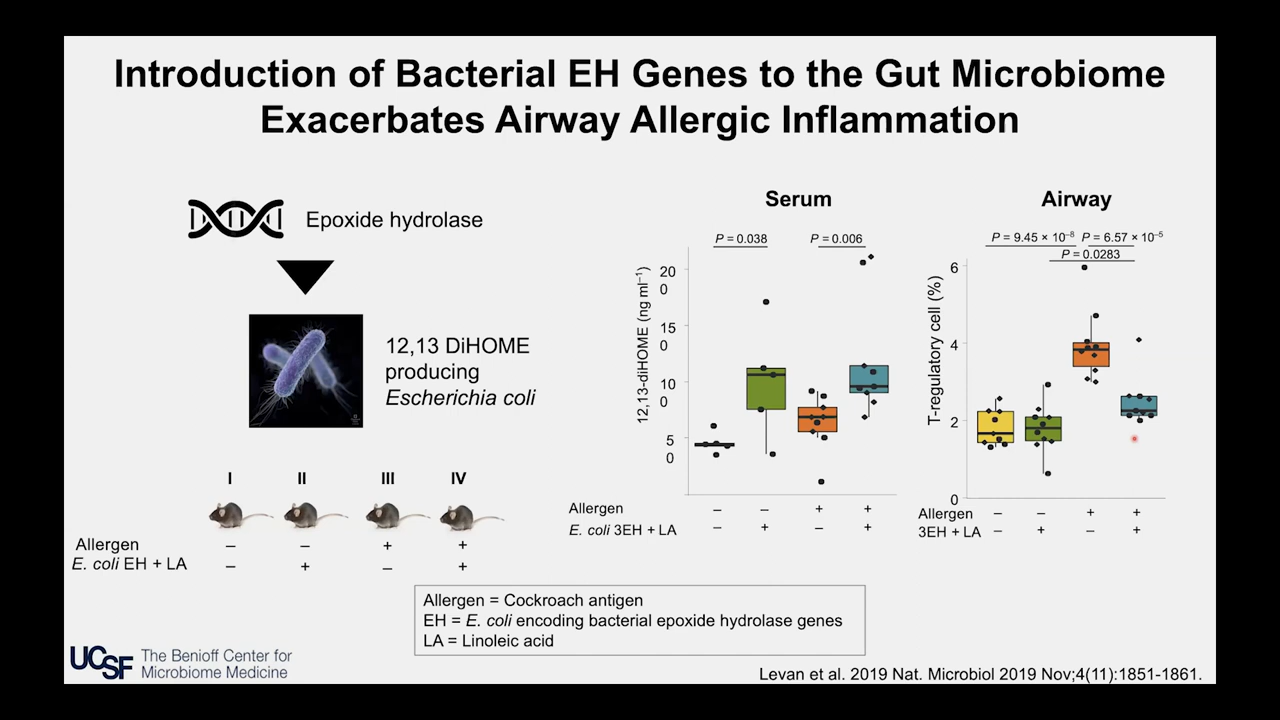 Introduction of Bacterial EH Genes to the Gut Microbiome
Exacerbates Airway Allergic Inflammation
Epoxide hydrolase
12,13 DiHOME
producing
Escherichia coli
I II III IV
Allergen – – + +
E. coli EH + LA – + – +
Serum
P = 0.038 P = 0.006
12,13-diHOME (ng ml⁻¹)
20
0
15
0
10
0
5
0
Allergen – – + +
E. coli 3EH + LA – + – +
Airway
P = 9.45 × 10⁻⁸ P = 6.57 × 10⁻⁵
P = 0.0283
T-regulatory cell (%)
6
4
2
0
Allergen – – + +
3EH + LA – + – +
Allergen = Cockroach antigen
EH = E. coli encoding bacterial epoxide hydrolase genes
LA = Linoleic acid
UCSF The Benioff Center for
Microbiome Medicine
Levan et al. 2019 Nat. Microbiol 2019 Nov;4(11):1851-1861.